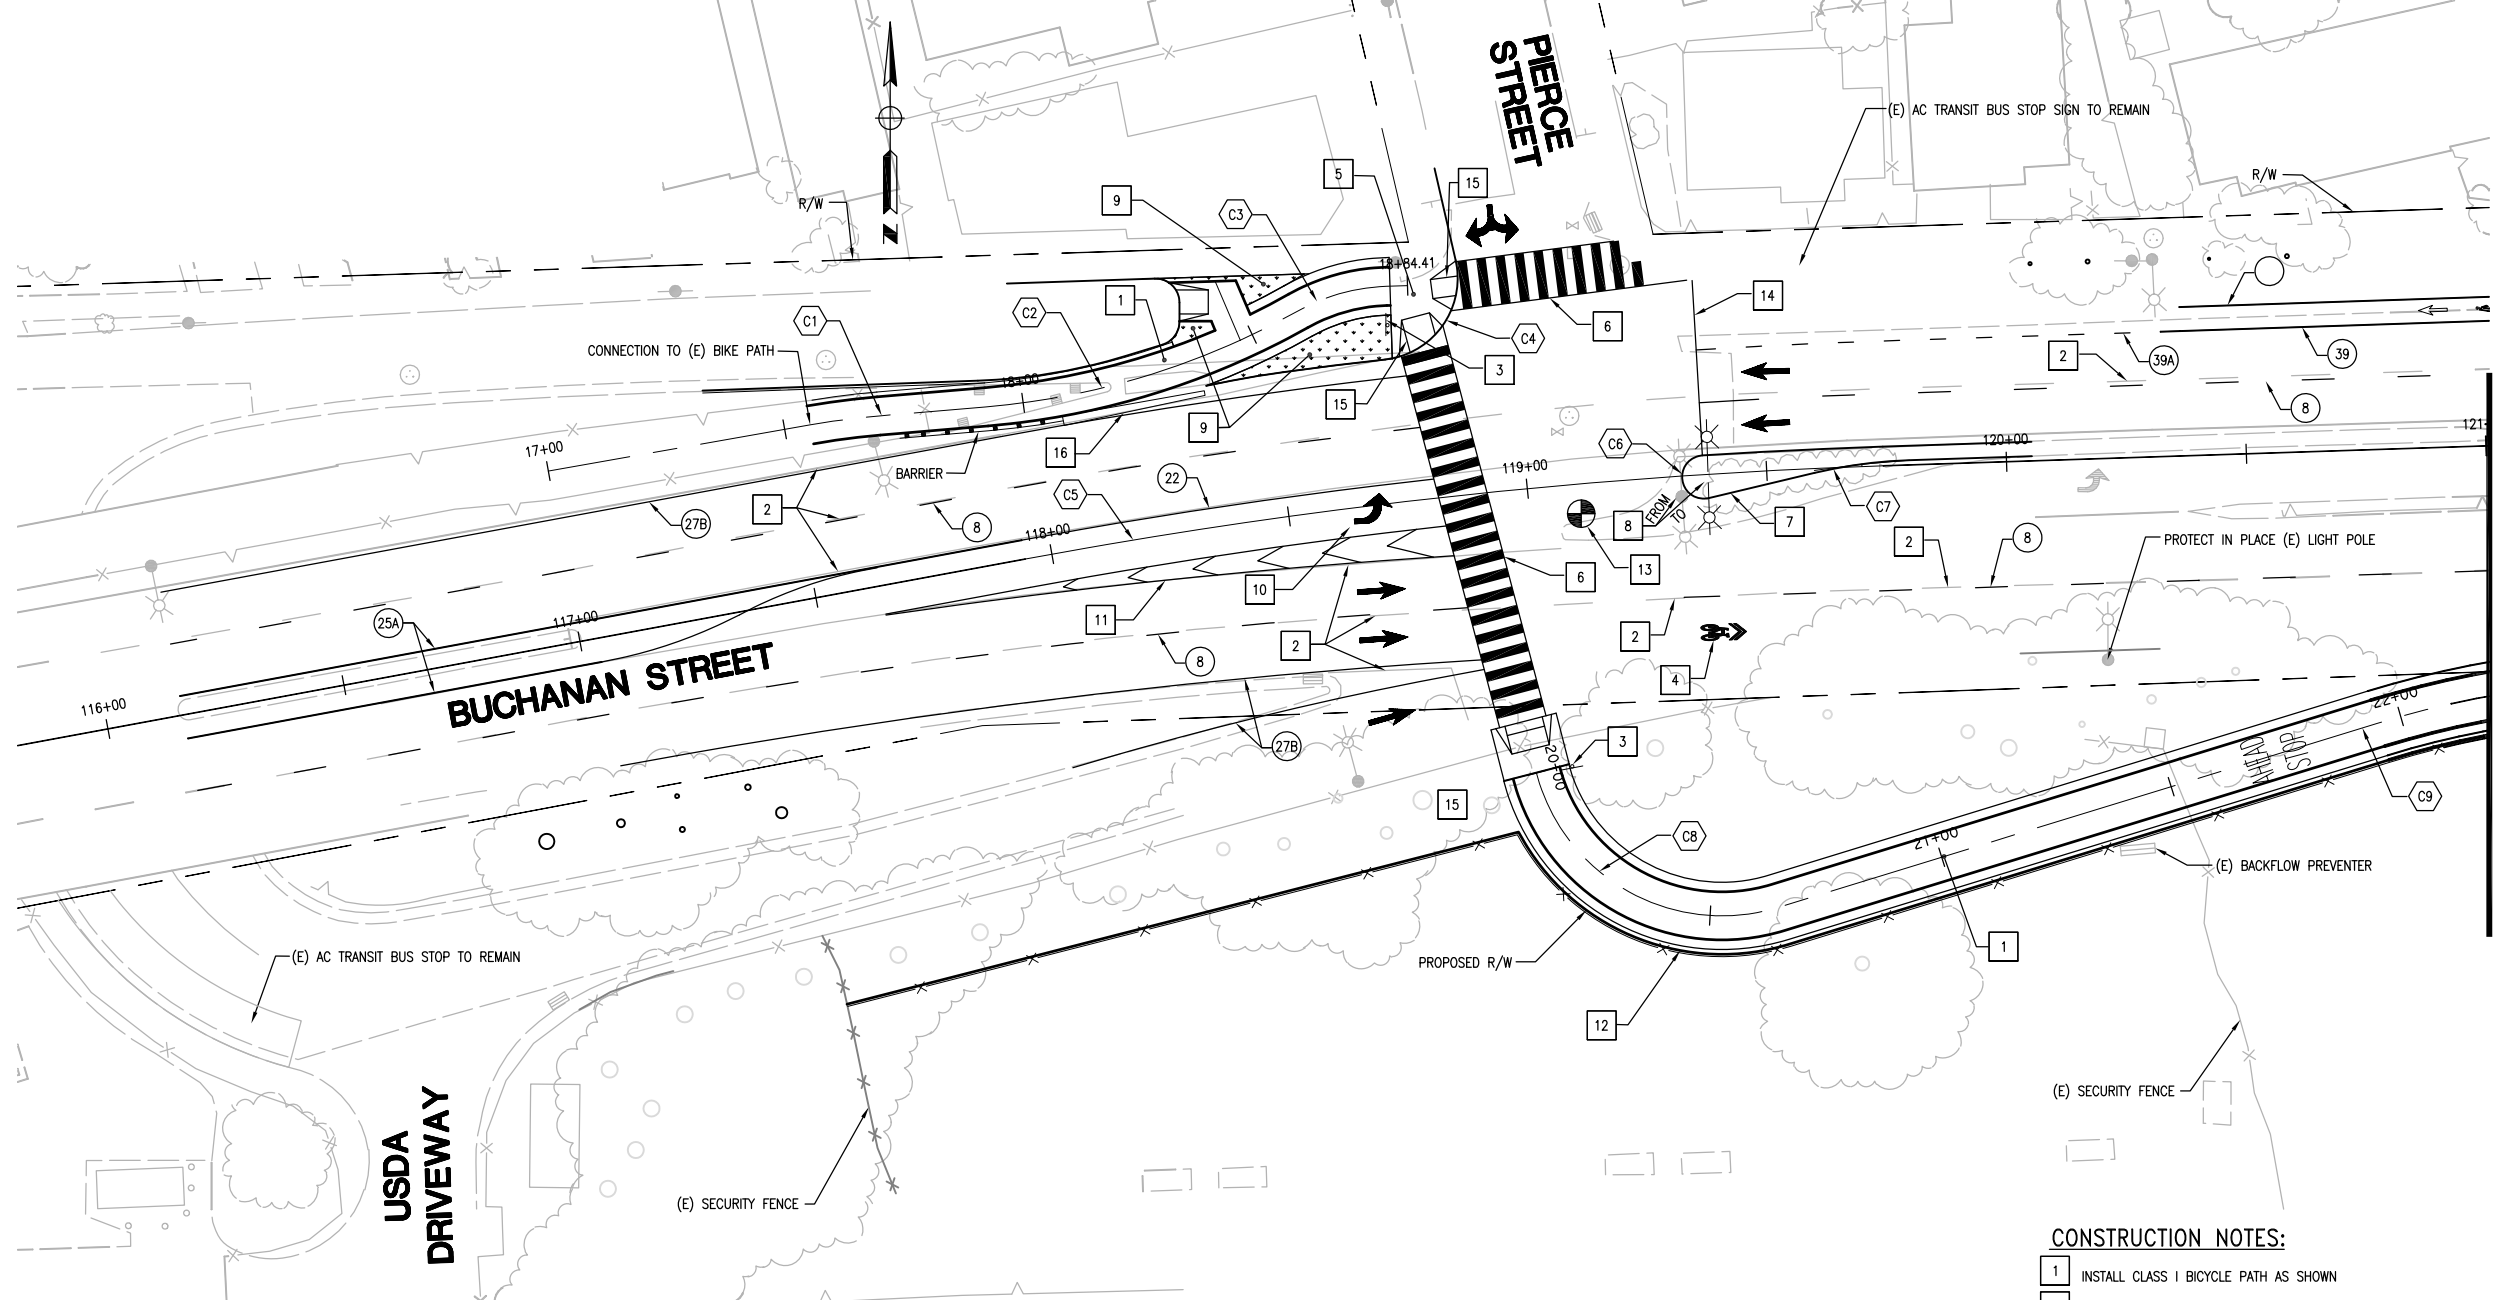 PIERCE
STREET
(E) AC TRANSIT BUS STOP SIGN TO REMAIN
R/W
R/W
5
15
9
C3
18+84.41
N
1
C2
C1
14
6
C4
2
39A
39
CONNECTION TO (E) BIKE PATH
18+00
3
15
8
9
16
17+00
BARRIER
C6
120+00
121+
119+00
22
C5
2
27B
8
118+00
FROM
TO
8
7
C7
13
2
8
PROTECT IN PLACE (E) LIGHT POLE
10
6
11
25A
117+00
2
8
2
4
BUCHANAN STREET
116+00
27B
3
20+00
22+00
STOP
AHEAD
C9
15
C8
21+00
(E) BACKFLOW PREVENTER
(E) AC TRANSIT BUS STOP TO REMAIN
PROPOSED R/W
1
12
(E) SECURITY FENCE
USDA
DRIVEWAY
(E) SECURITY FENCE
CONSTRUCTION NOTES:
1 INSTALL CLASS I BICYCLE PATH AS SHOWN